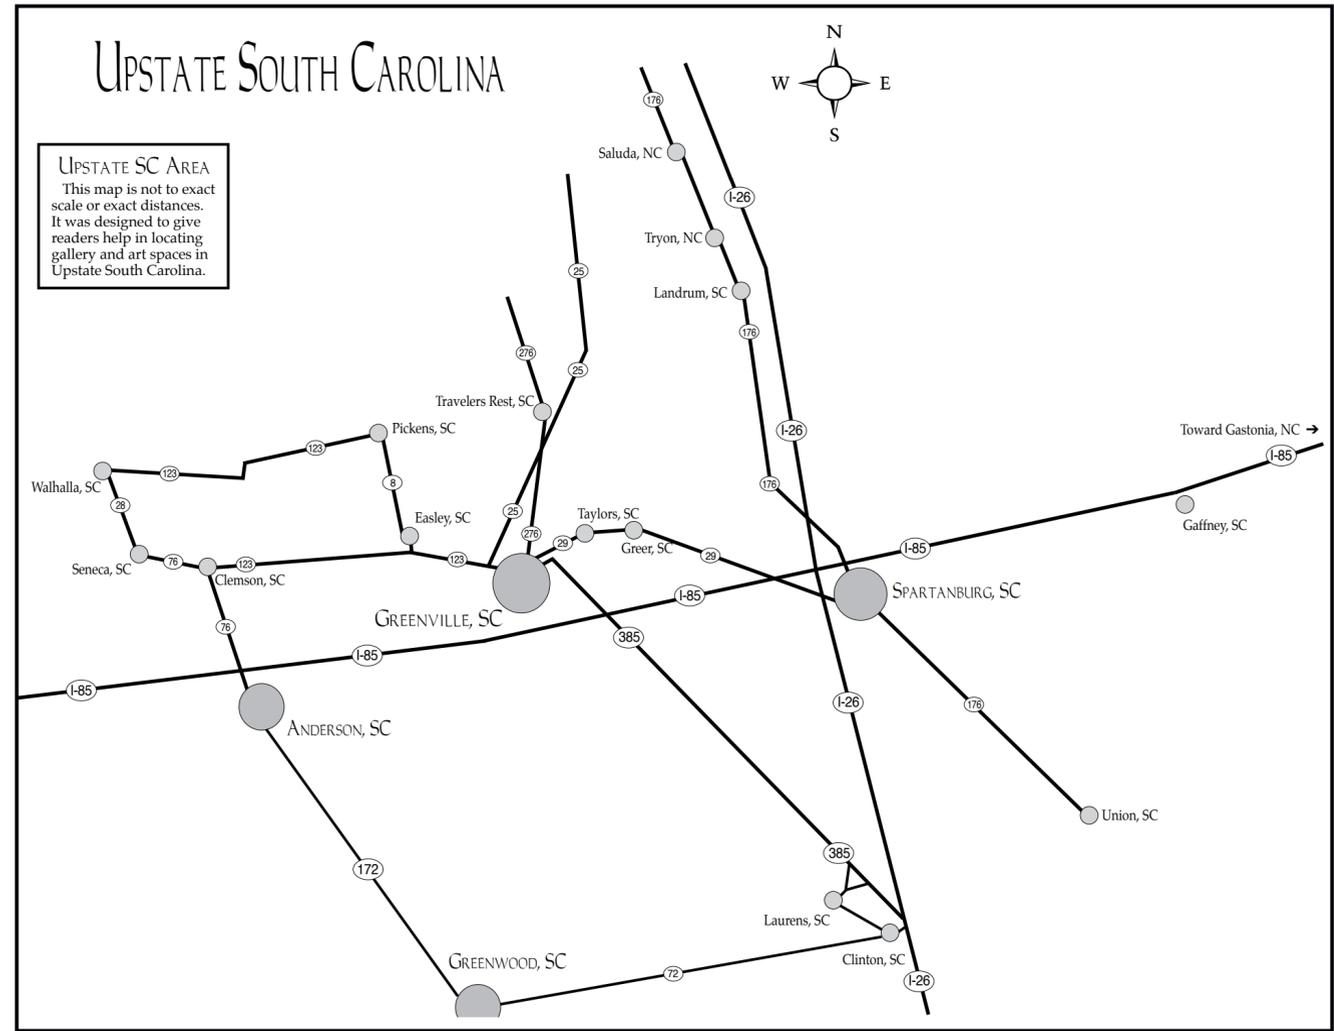 UPSTATE SOUTH CAROLINA
N
W E
S
UPSTATE SC AREA
This map is not to exact
scale or exact distances.
It was designed to give
readers help in locating
gallery and art spaces in
Upstate South Carolina.
176
Saluda, NC
I-26
Tryon, NC
25
Landrum, SC
176
276
25
Travelers Rest, SC
Pickens, SC
I-26
Toward Gastonia, NC ➔
123
I-85
Walhalla, SC
123
8
176
28
25
Gaffney, SC
Easley, SC
Taylors, SC
276
29
Greer, SC
29
I-85
Seneca, SC
76
Clemson, SC
123
123
GREENVILLE, SC
I-85
SPARTANBURG, SC
76
385
I-85
I-85
I-26
176
ANDERSON, SC
Union, SC
385
172
Laurens, SC
Clinton, SC
GREENWOOD, SC
72
I-26